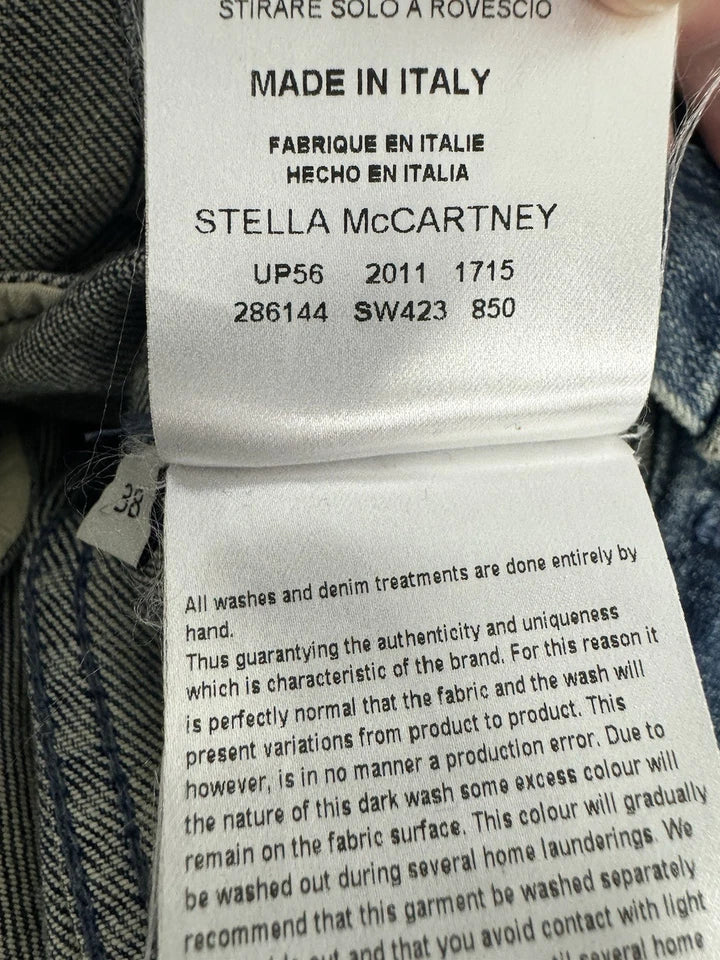 STIRARE SOLO A ROVESCIO
MADE IN ITALY
FABRIQUE EN ITALIE
HECHO EN ITALIA
STELLA McCARTNEY
UP56 2011 1715
286144 SW423 850
38
All washes and denim treatments are done entirely by
hand.
Thus guarantying the authenticity and uniqueness
which is characteristic of the brand. For this reason it
is perfectly normal that the fabric and the wash will
present variations from product to product. This
however, is in no manner a production error. Due to
the nature of this dark wash some excess colour will
remain on the fabric surface. This colour will gradually
be washed out during several home launderings. We
recommend that this garment be washed separately
out and that you avoid contact with light
several home